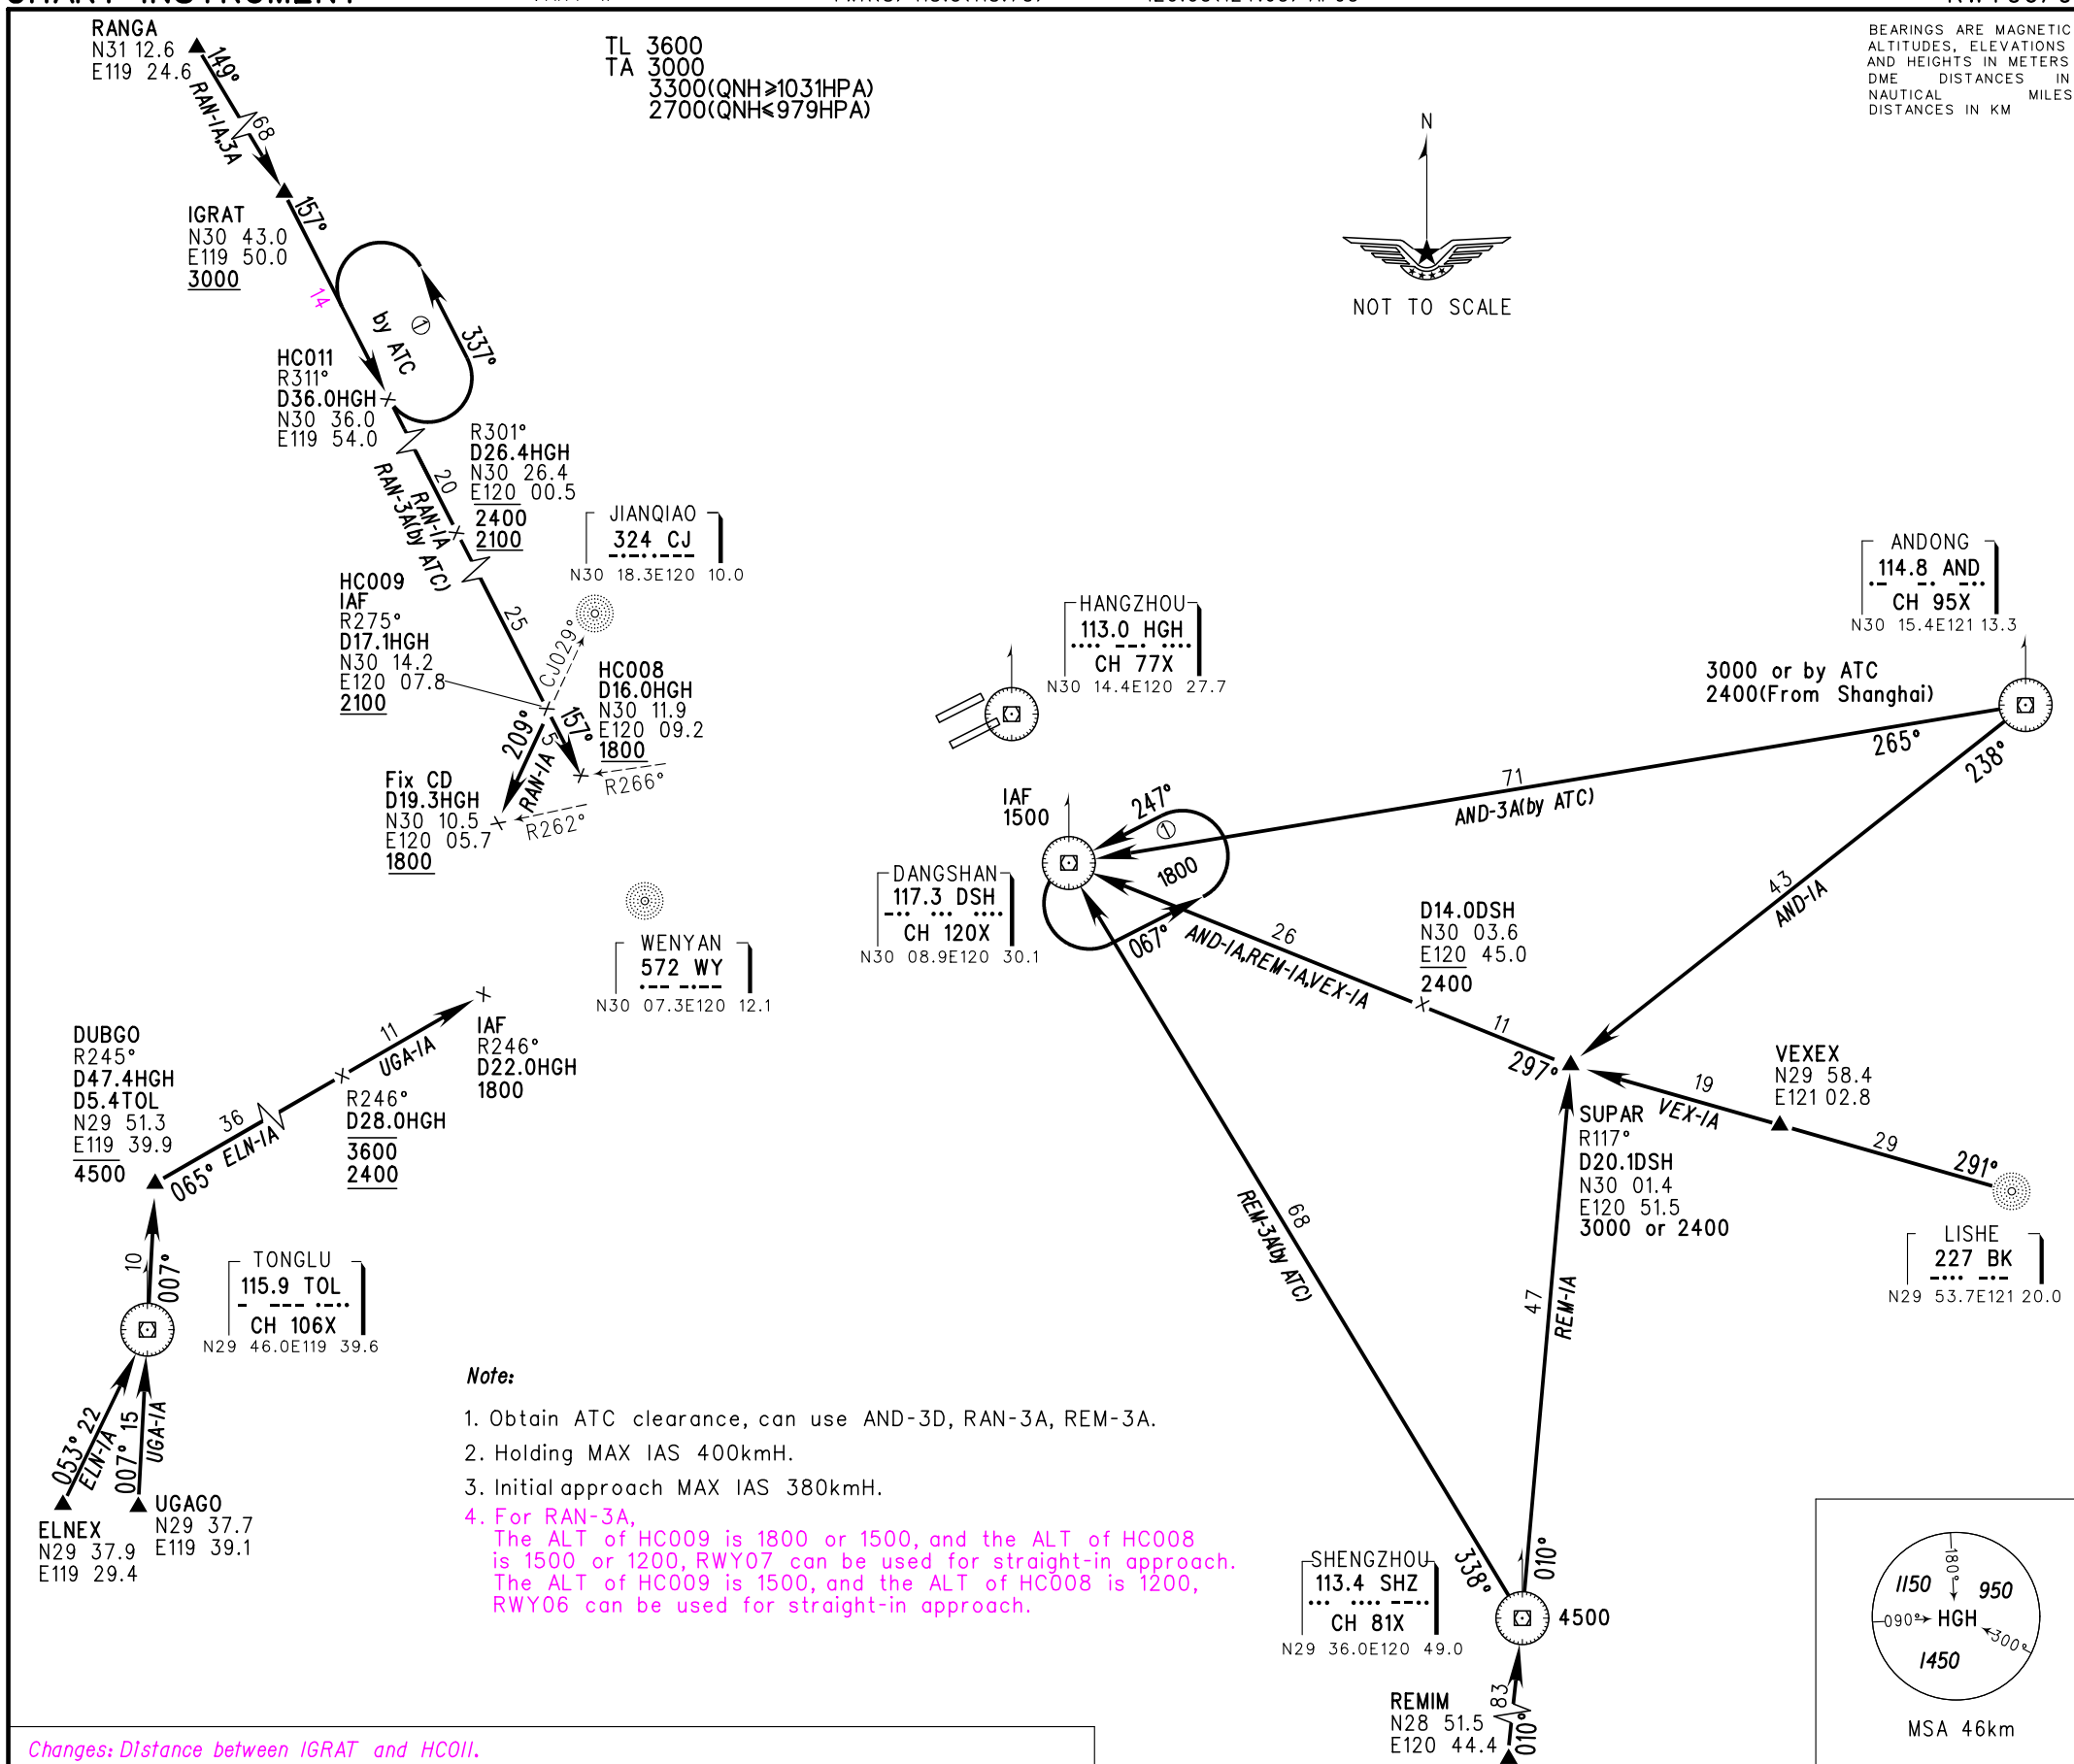 RANGA
N31 12.6
E119 24.6
149°
RAN-1A,3A
68
TL 3600
TA 3000
3300(QNH≥1031HPA)
2700(QNH≤979HPA)
BEARINGS ARE MAGNETIC
ALTITUDES, ELEVATIONS
AND HEIGHTS IN METERS
DME DISTANCES IN
NAUTICAL MILES
DISTANCES IN KM
N
NOT TO SCALE
IGRAT
N30 43.0
E119 50.0
3000
157°
14
by ATC
①
337°
HC011
R311°
D36.0HGH
N30 36.0
E119 54.0
R301°
D26.4HGH
N30 26.4
E120 00.5
2400
2100
20
RAN-1A
RAN-3A(by ATC)
25
JIANQIAO
324 CJ
N30 18.3E120 10.0
HC009
IAF
R275°
D17.1HGH
N30 14.2
E120 07.8
2100
CJ029°
HC008
D16.0HGH
N30 11.9
E120 09.2
1800
209°
157°
5
RAN-1A
R266°
R262°
Fix CD
D19.3HGH
N30 10.5
E120 05.7
1800
HANGZHOU
113.0 HGH
CH 77X
N30 14.4E120 27.7
ANDONG
114.8 AND
CH 95X
N30 15.4E121 13.3
3000 or by ATC
2400(From Shanghai)
265°
238°
71
AND-3A(by ATC)
43
AND-1A
IAF
1500
247°
①
1800
067°
DANGSHAN
117.3 DSH
CH 120X
N30 08.9E120 30.1
26
AND-1A,REM-1A,VEX-1A
D14.0DSH
N30 03.6
E120 45.0
2400
11
297°
WENYAN
572 WY
N30 07.3E120 12.1
DUBGO
R245°
D47.4HGH
D5.4TOL
N29 51.3
E119 39.9
4500
065°
36
ELN-1A
11
UGA-1A
R246°
D28.0HGH
3600
2400
IAF
R246°
D22.0HGH
1800
SUPAR
R117°
D20.1DSH
N30 01.4
E120 51.5
3000 or 2400
19
VEX-1A
VEXEX
N29 58.4
E121 02.8
29
291°
LISHE
227 BK
N29 53.7E121 20.0
10
007°
TONGLU
115.9 TOL
CH 106X
N29 46.0E119 39.6
053° 22
ELN-1A
007° 15
UGA-1A
ELNEX
N29 37.9
E119 29.4
UGAGO
N29 37.7
E119 39.1
68
REM-3A(by ATC)
47
REM-1A
Note:
1. Obtain ATC clearance, can use AND-3D, RAN-3A, REM-3A.
2. Holding MAX IAS 400kmH.
3. Initial approach MAX IAS 380kmH.
4. For RAN-3A,
The ALT of HC009 is 1800 or 1500, and the ALT of HC008
is 1500 or 1200, RWY07 can be used for straight-in approach.
The ALT of HC009 is 1500, and the ALT of HC008 is 1200,
RWY06 can be used for straight-in approach.
338°
010°
SHENGZHOU
113.4 SHZ
CH 81X
N29 36.0E120 49.0
4500
REMIM
N28 51.5
E120 44.4
83
010°
180°
1150
950
090°
HGH
300°
1450
MSA 46km
Changes: Distance between IGRAT and HC011.